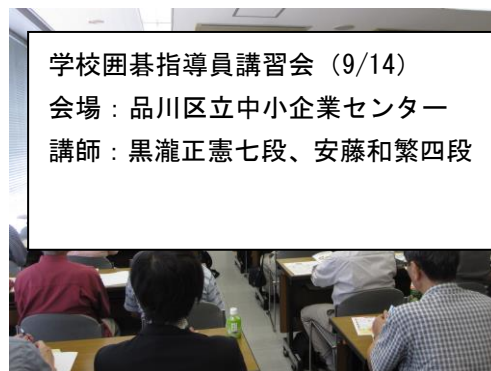 学校囲碁指導員講習会（9/14）
会場：品川区立中小企業センター
講師：黒瀧正憲七段、安藤和繁四段